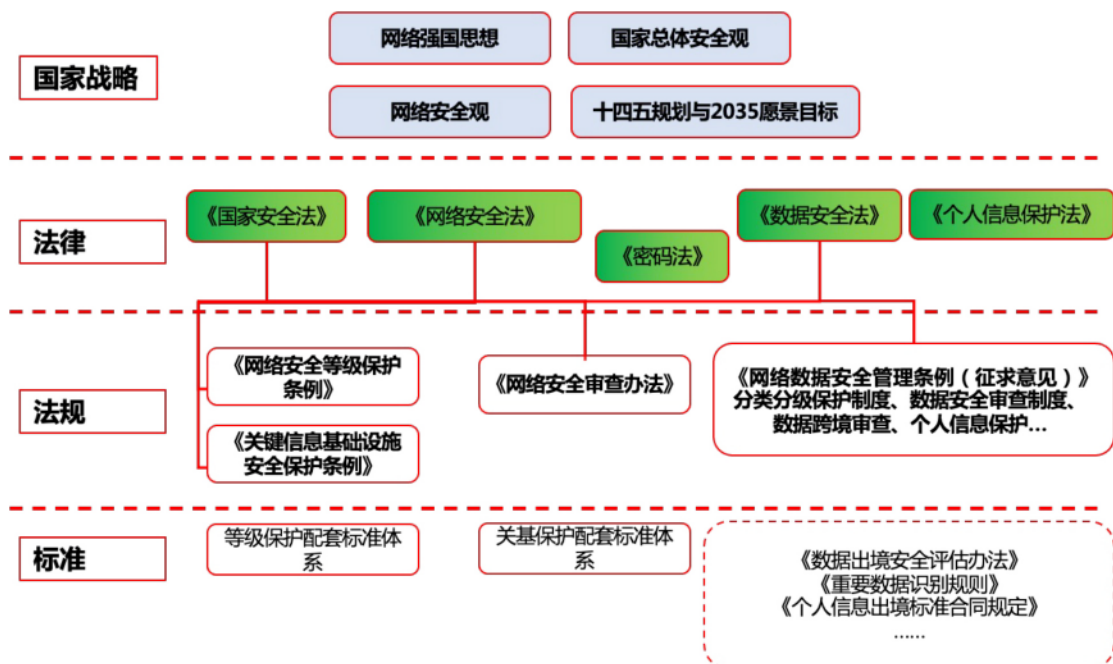 网络强国思想
国家总体安全观
国家战略
网络安全观
十四五规划与2035愿景目标
《国家安全法》
《网络安全法》
《数据安全法》
《个人信息保护法》
法律
《密码法》
《网络安全等级保护
条例》
《网络安全审查办法》
《网络数据安全管理条例（征求意见）》
分类分级保护制度、数据安全审查制度、
数据跨境审查、个人信息保护...
法规
《关键信息基础设施
安全保护条例》
等级保护配套标准体
系
关基保护配套标准体
系
标准
《数据出境安全评估办法》
《重要数据识别规则》
《个人信息出境标准合同规定》
……